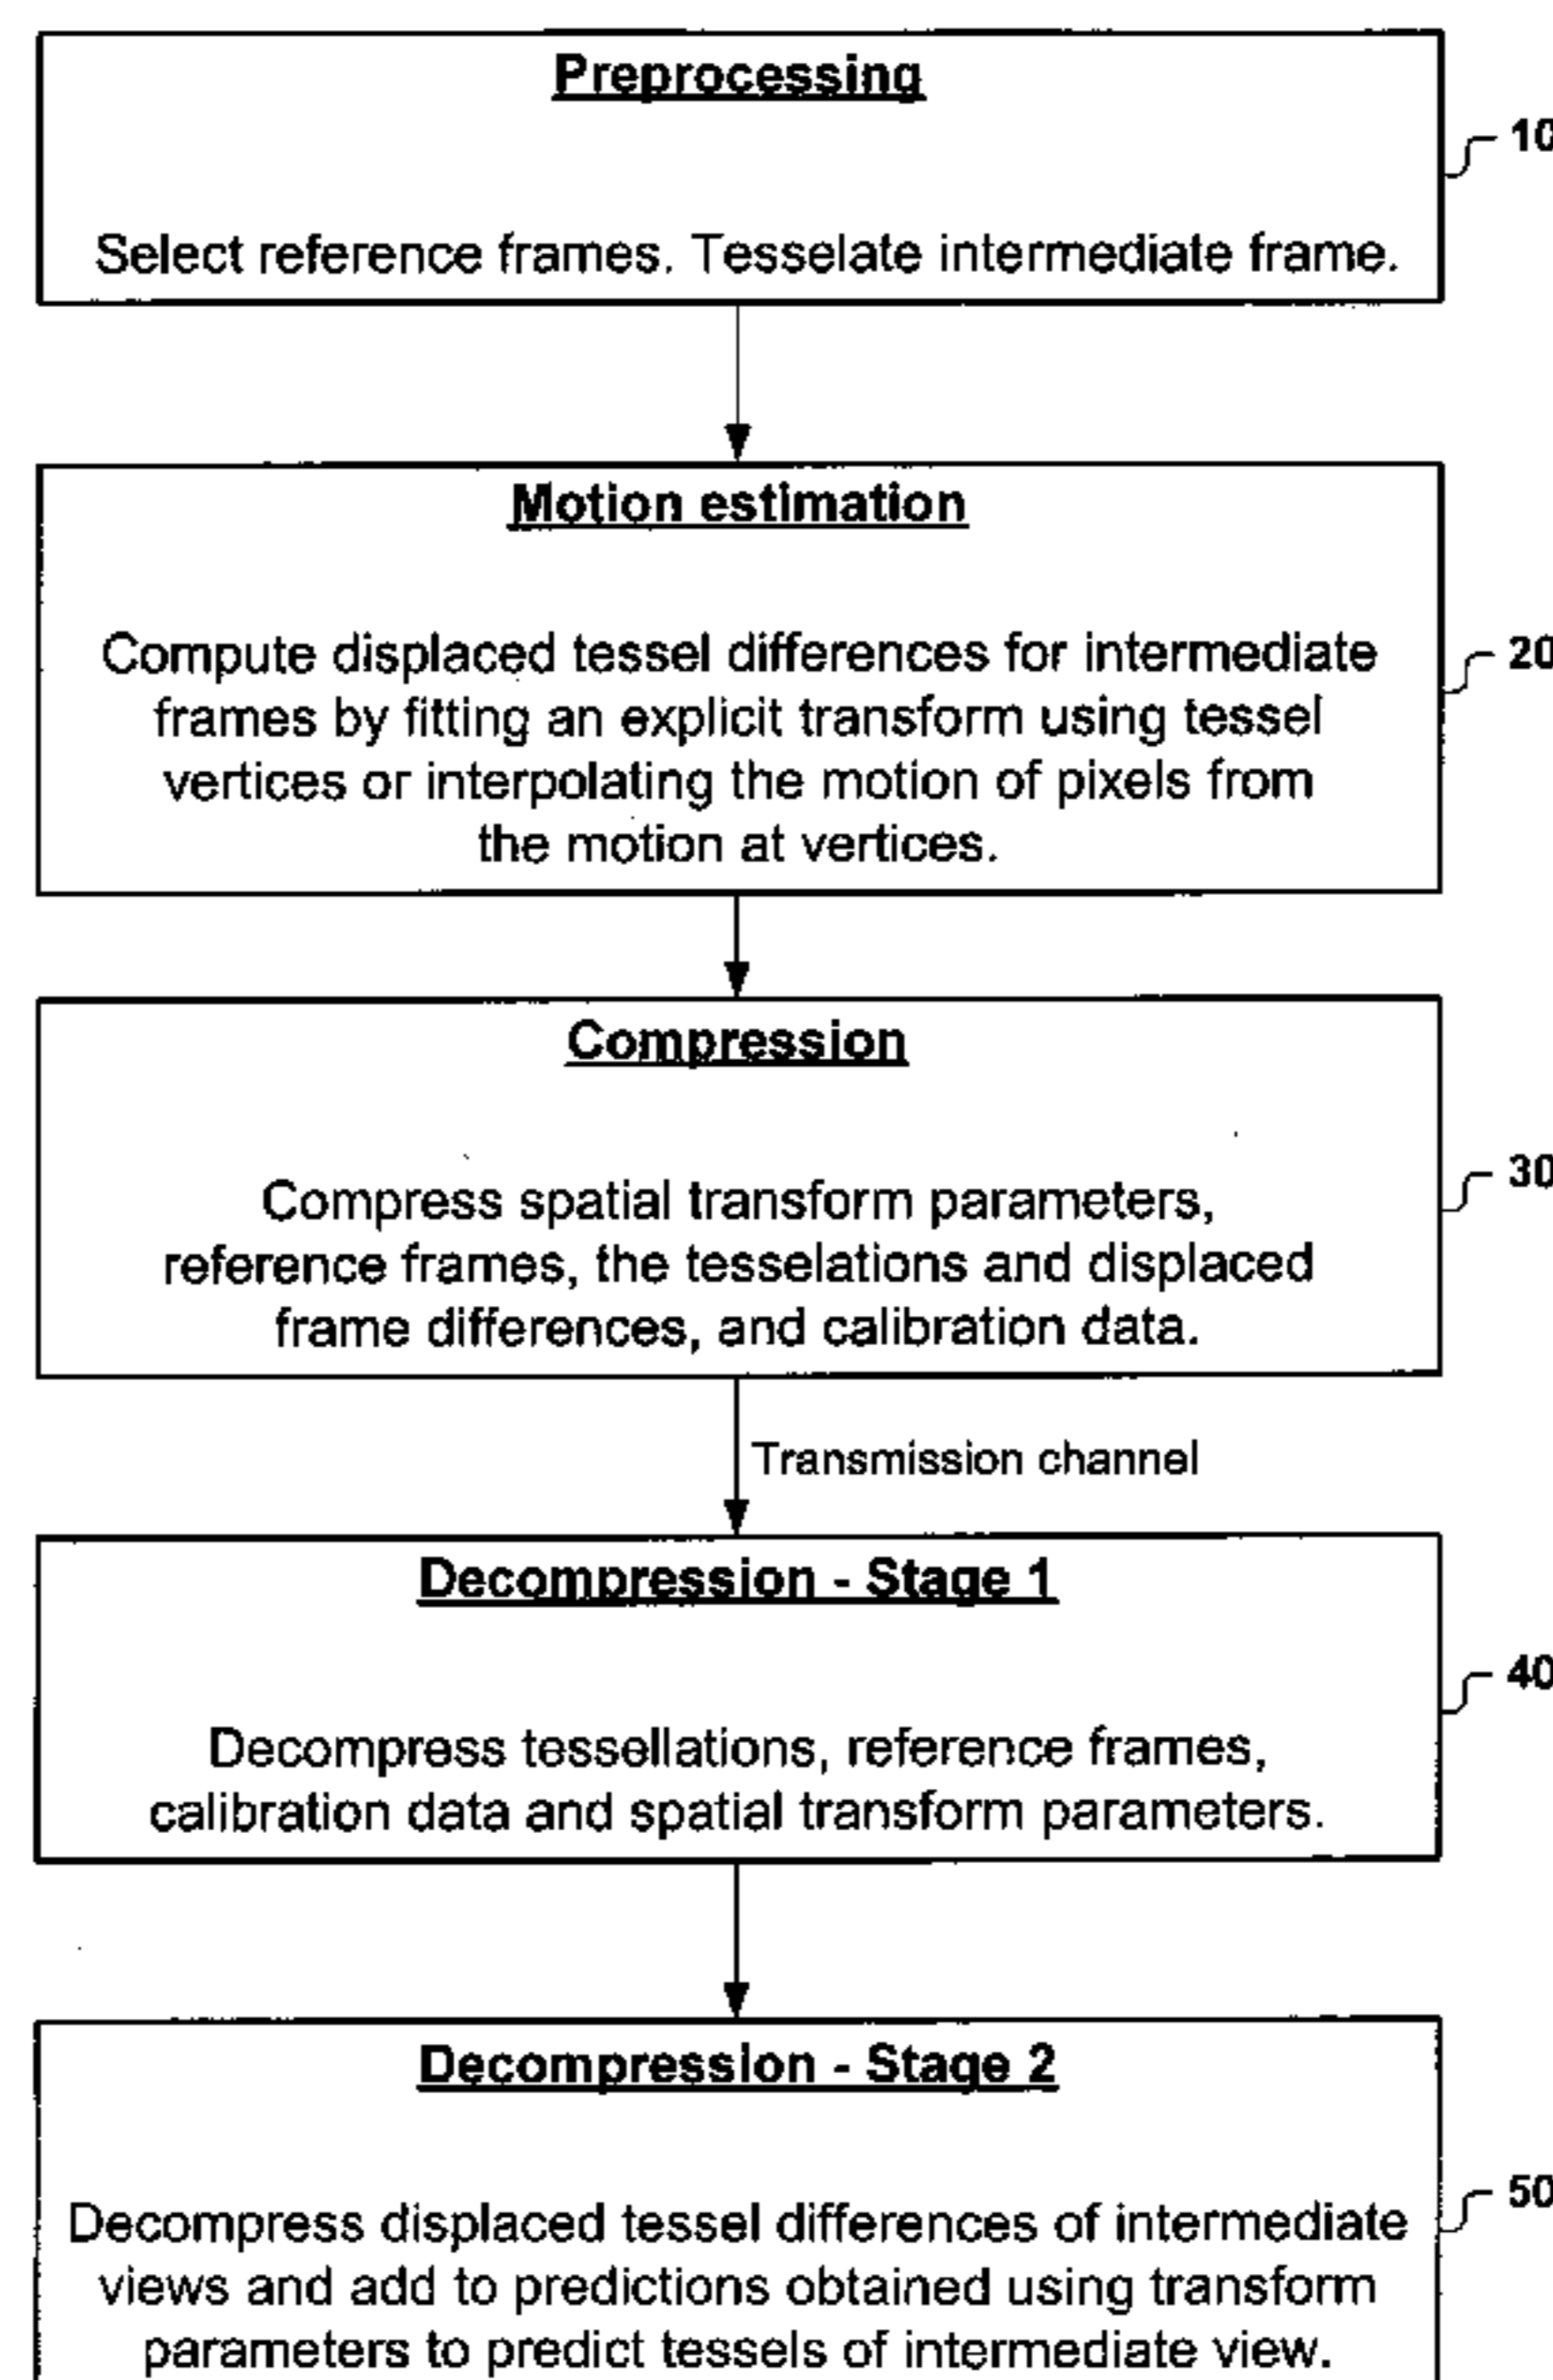 Preprocessing
10
Select reference frames. Tesselate intermediate frame.
Motion estimation
20
Compute displaced tessel differences for intermediate
frames by fitting an explicit transform using tessel
vertices or interpolating the motion of pixels from
the motion at vertices.
Compression
30
Compress spatial transform parameters,
reference frames, the tesselations and displaced
frame differences, and calibration data.
Transmission channel
Decompression - Stage 1
40
Decompress tessellations, reference frames,
calibration data and spatial transform parameters.
Decompression - Stage 2
50
Decompress displaced tessel differences of intermediate
views and add to predictions obtained using transform
parameters to predict tessels of intermediate view.